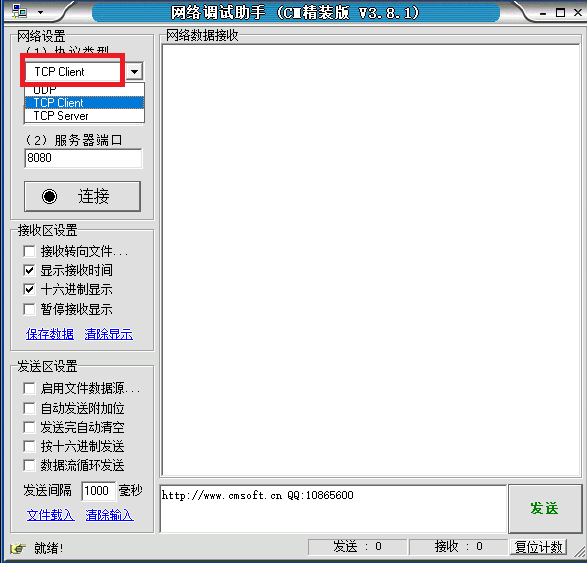 网络调试助手 (CM精装版 V3.8.1)
网络设置
(1) 协议类型
TCP Client
UDP
TCP Client
TCP Server
(2) 服务器端口
8080
连接
接收区设置
接收转向文件...
显示接收时间
十六进制显示
暂停接收显示
保存数据 清除显示
发送区设置
启用文件数据源...
自动发送附加位
发送完自动清空
按十六进制发送
数据流循环发送
发送间隔 1000 毫秒
文件载入 清除输入
网络数据接收
http://www.cmsoft.cn QQ:10865600
发送
就绪!
发送 : 0
接收 : 0
复位计数